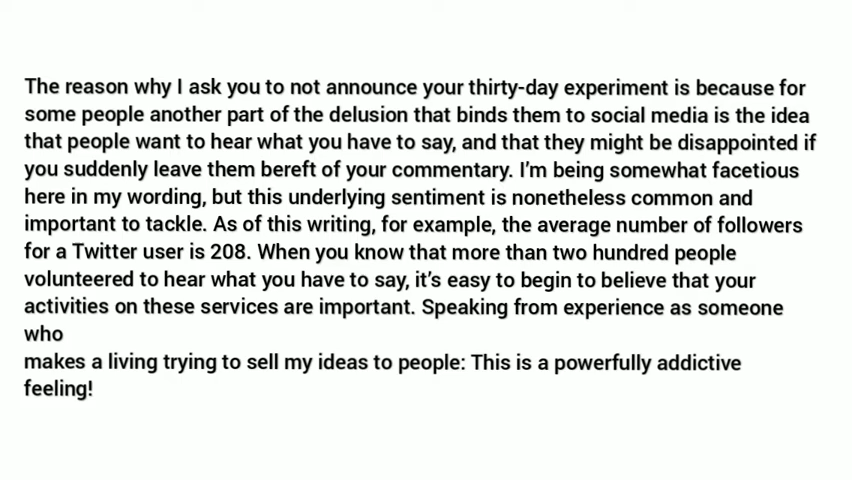 The reason why I ask you to not announce your thirty-day experiment is because for
some people another part of the delusion that binds them to social media is the idea
that people want to hear what you have to say, and that they might be disappointed if
you suddenly leave them bereft of your commentary. I'm being somewhat facetious
here in my wording, but this underlying sentiment is nonetheless common and
important to tackle. As of this writing, for example, the average number of followers
for a Twitter user is 208. When you know that more than two hundred people
volunteered to hear what you have to say, it's easy to begin to believe that your
activities on these services are important. Speaking from experience as someone
who
makes a living trying to sell my ideas to people: This is a powerfully addictive
feeling!